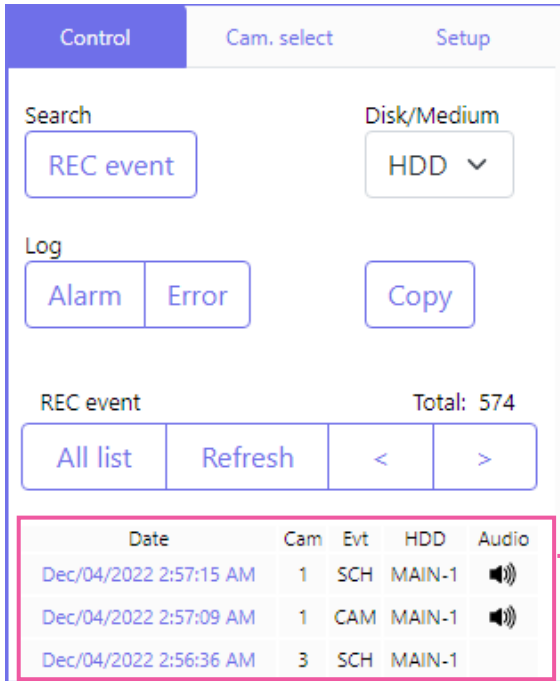 Control Cam. select Setup
Search Disk/Medium
REC event HDD
Log
Alarm Error Copy
REC event Total: 574
All list Refresh < >
Date Cam Evt HDD Audio
Dec/04/2022 2:57:15 AM 1 SCH MAIN-1
Dec/04/2022 2:57:09 AM 1 CAM MAIN-1
Dec/04/2022 2:56:36 AM 3 SCH MAIN-1